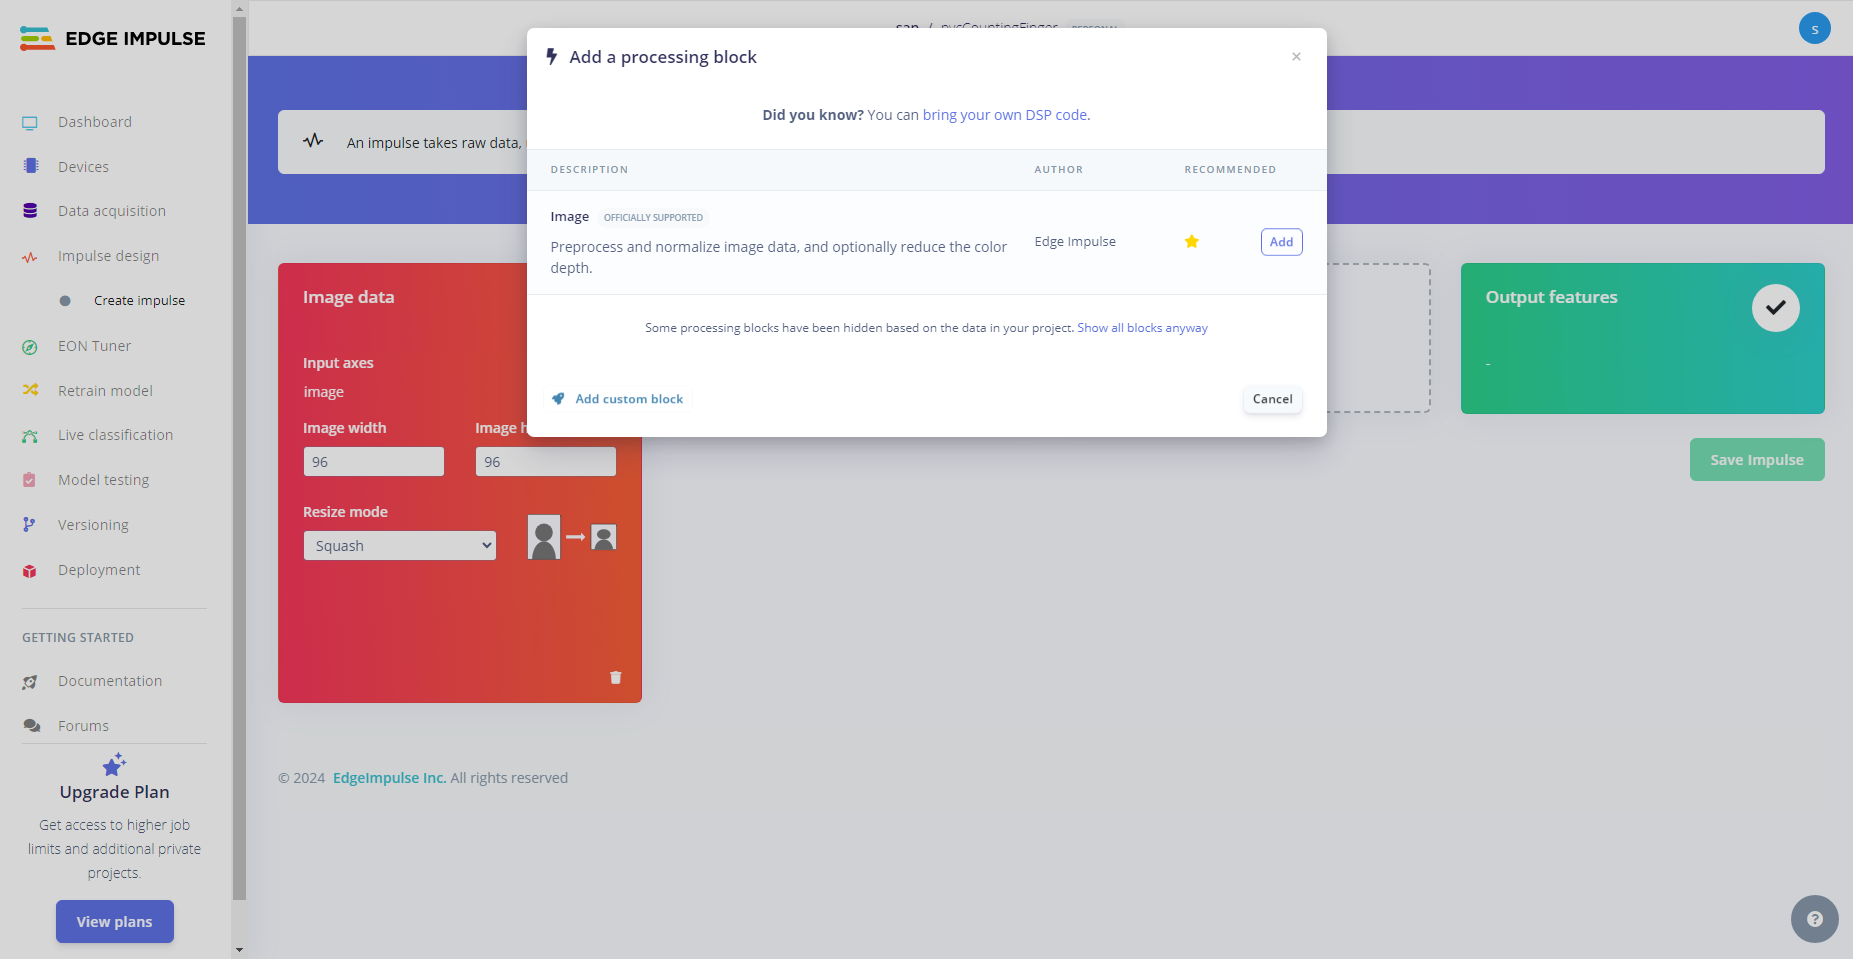 EDGE IMPULSE
Dashboard
Devices
Data acquisition
Impulse design
Create impulse
EON Tuner
Retrain model
Live classification
Model testing
Versioning
Deployment
GETTING STARTED
Documentation
Forums
Upgrade Plan
Get access to higher job
limits and additional private
projects.
View plans
s
An impulse takes raw data,
Add a processing block
×
Did you know? You can bring your own DSP code.
DESCRIPTION AUTHOR RECOMMENDED
Image OFFICIALLY SUPPORTED
Preprocess and normalize image data, and optionally reduce the color
depth.
Edge Impulse
Add
Some processing blocks have been hidden based on the data in your project. Show all blocks anyway
Add custom block
Cancel
Image data
Input axes
image
Image width
96
Image h
96
Resize mode
Squash
Output features
-
Save Impulse
© 2024 EdgeImpulse Inc. All rights reserved
?